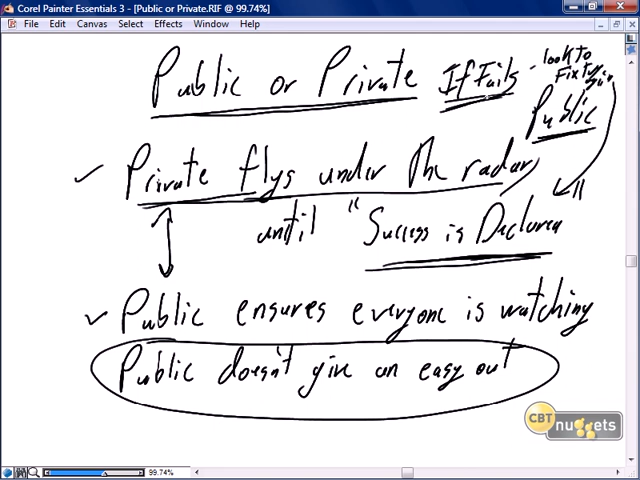 Corel Painter Essentials 3 - [Public or Private.RIF @ 99.74%]
File Edit Canvas Select Effects Window Help
Public or Private If Fails - look to
Fix
Public
Private flys under the radar
until "Success is Declared"
Public ensures everyone is watching
Public doesn't give an easy out
CBT nuggets
99.74%